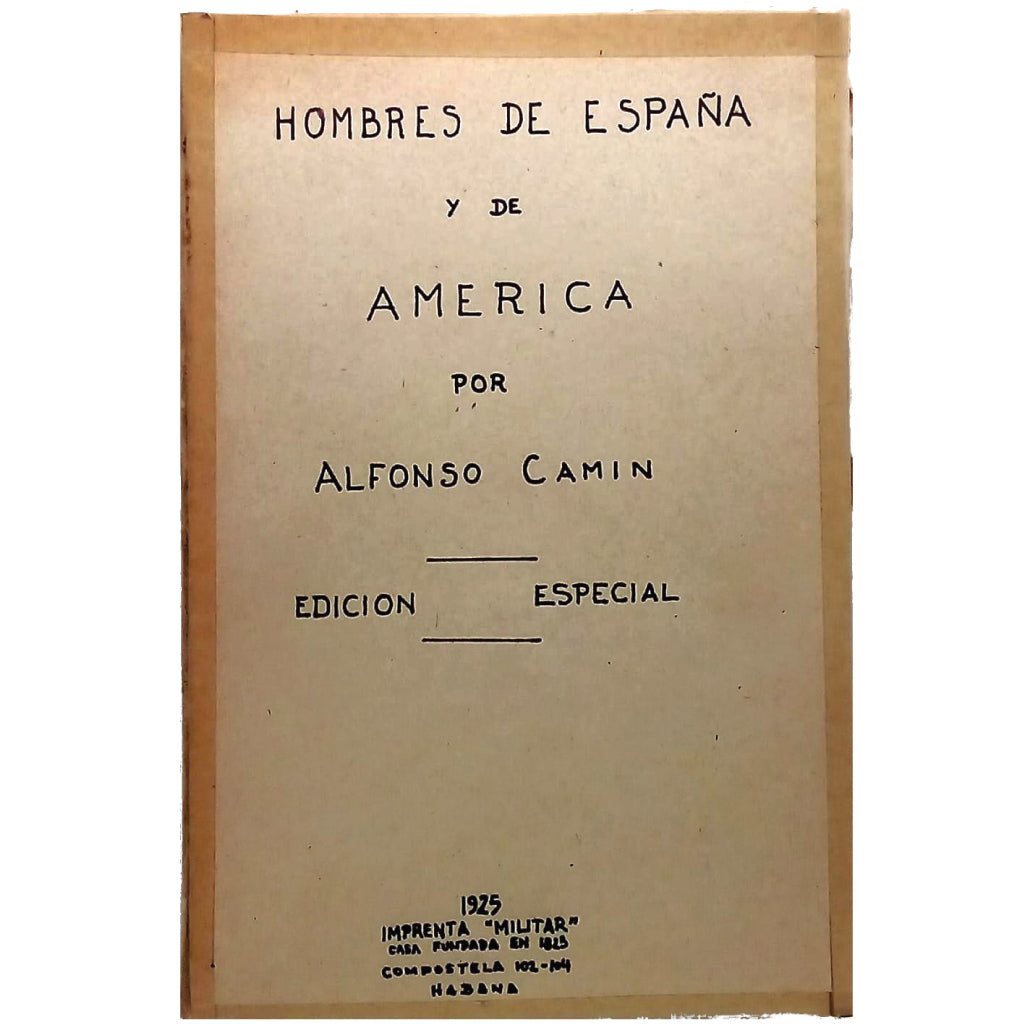 HOMBRES DE ESPAÑA
Y DE
AMERICA
POR
ALFONSO CAMIN
EDICION ESPECIAL
1925
IMPRENTA "MILITAR"
CASA FUNDADA EN 1823
COMPOSTELA 102-104
HABANA